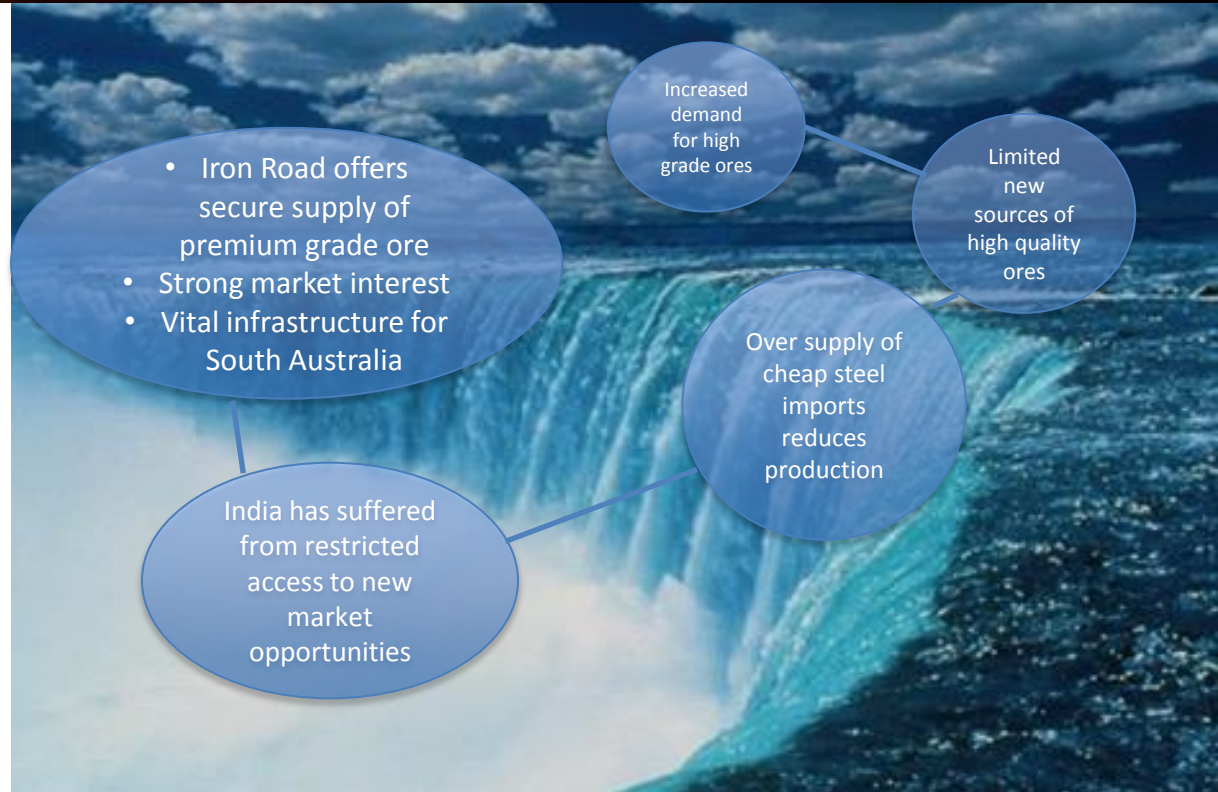 Increased
demand
for high
grade ores
Limited
new
sources of
high quality
ores
Over supply of
cheap steel
imports
reduces
production
India has suffered
from restricted
access to new
market
opportunities
• Iron Road offers
secure supply of
premium grade ore
• Strong market interest
• Vital infrastructure for
South Australia